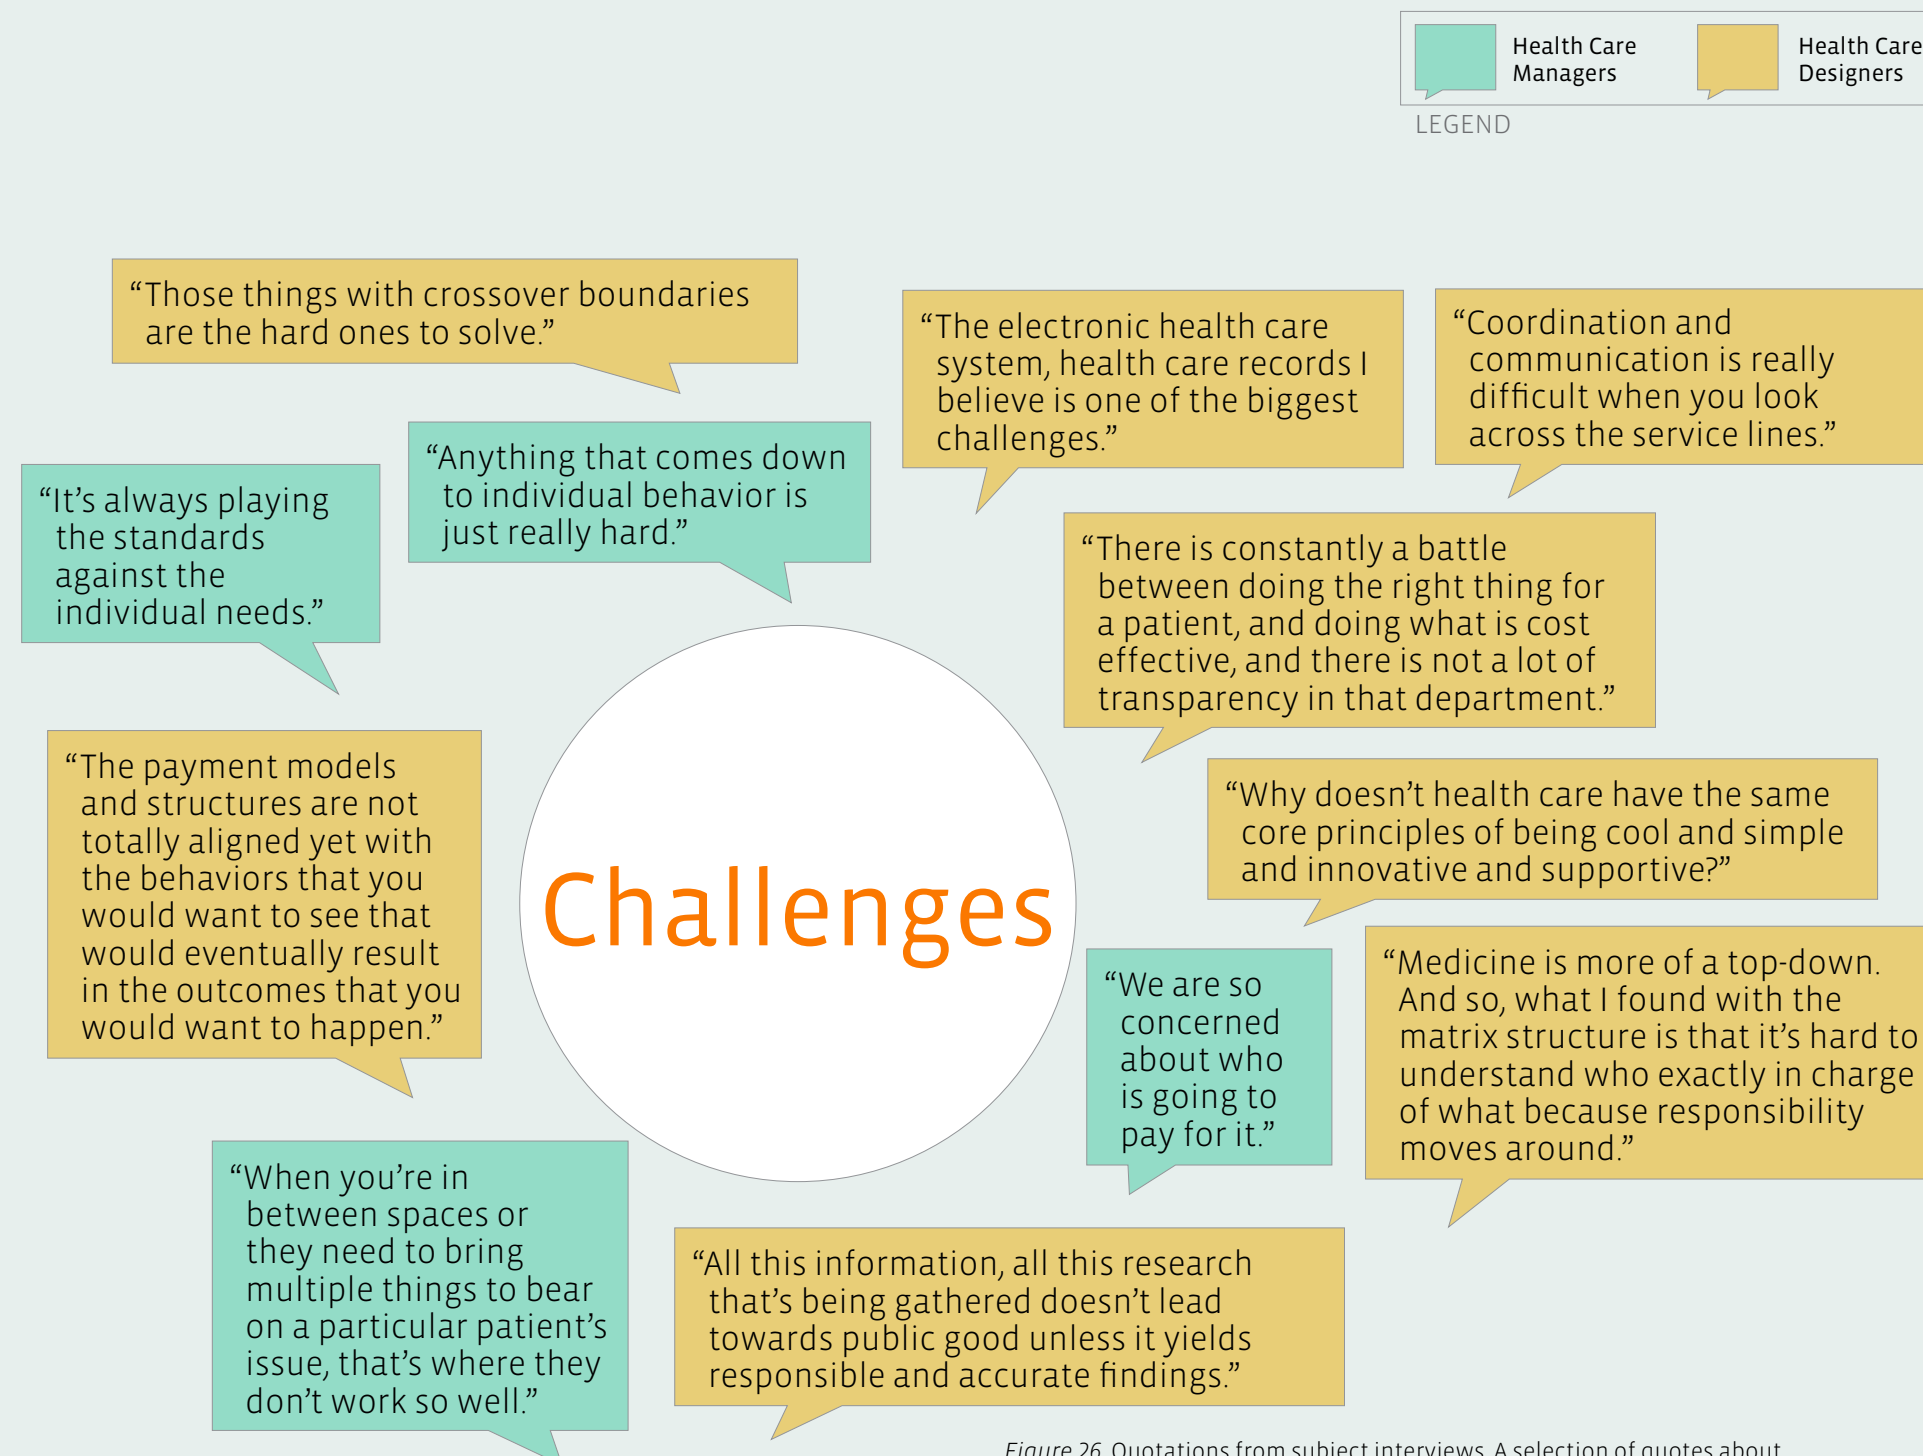 Health Care
Managers
Health Care
Designers
LEGEND
“Those things with crossover boundaries
are the hard ones to solve.”
“The electronic health care
system, health care records I
believe is one of the biggest
challenges.”
“Coordination and
communication is really
difficult when you look
across the service lines.”
“Anything that comes down
to individual behavior is
just really hard.”
“It’s always playing
the standards
against the
individual needs.”
“There is constantly a battle
between doing the right thing for
a patient, and doing what is cost
effective, and there is not a lot of
transparency in that department.”
“The payment models
and structures are not
totally aligned yet with
the behaviors that you
would want to see that
would eventually result
in the outcomes that you
would want to happen.”
“Why doesn’t health care have the same
core principles of being cool and simple
and innovative and supportive?”
Challenges
“We are so
concerned
about who
is going to
pay for it.”
“Medicine is more of a top-down.
And so, what I found with the
matrix structure is that it’s hard to
understand who exactly in charge
of what because responsibility
moves around.”
“When you’re in
between spaces or
they need to bring
multiple things to bear
on a particular patient’s
issue, that’s where they
don’t work so well.”
“All this information, all this research
that’s being gathered doesn’t lead
towards public good unless it yields
responsible and accurate findings.”
Figure 26. Quotations from subject interviews. A selection of quotes about